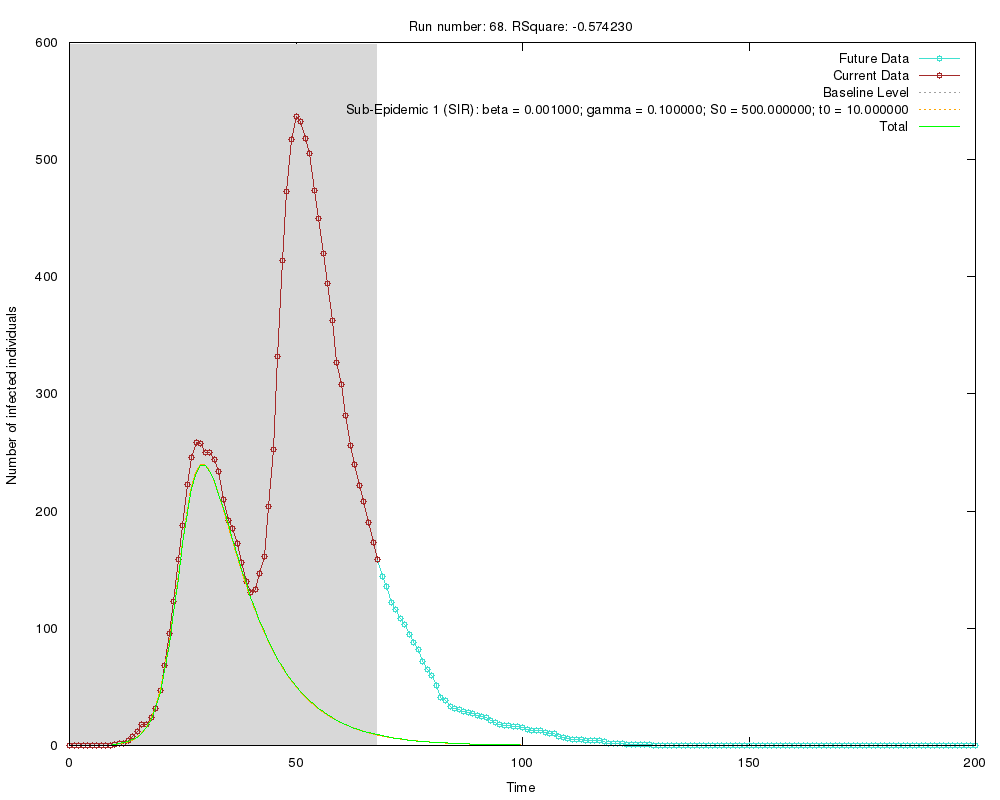 Run number: 68. RSquare: -0.574230
Future Data
Current Data
Baseline Level
Sub-Epidemic 1 (SIR): beta = 0.001000; gamma = 0.100000; S0 = 500.000000; t0 = 10.000000
Total
Number of infected individuals
600
500
400
300
200
100
0
0 50 100 150 200
Time